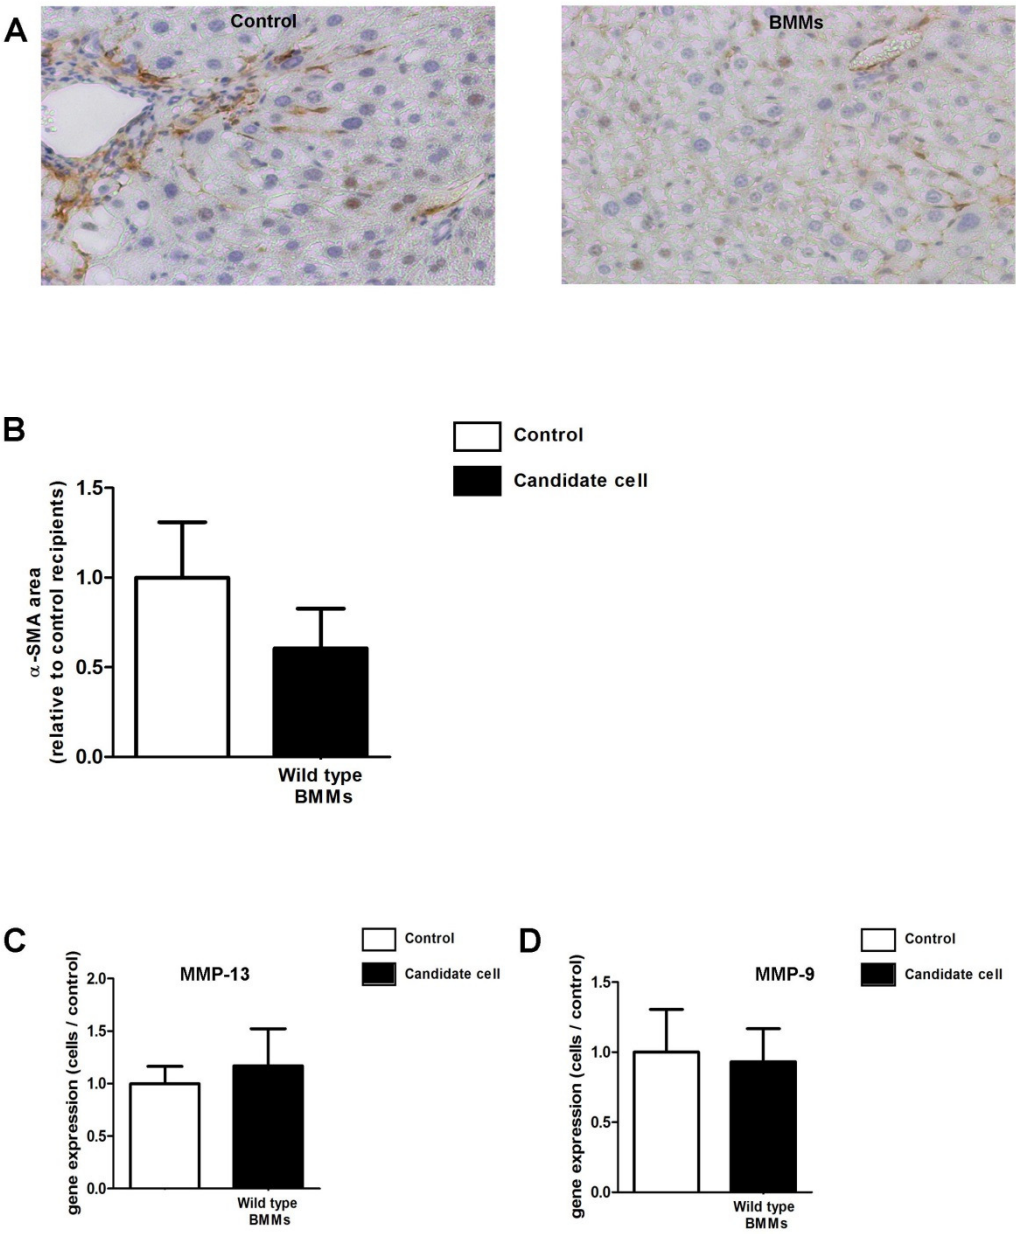 A
Control
BMMs
B
Control
Candidate cell
α-SMA area
(relative to control recipients)
1.5
1.0
0.5
0.0
Wild type
BMMs
C
MMP-13
Control
Candidate cell
gene expression (cells / control)
2.0
1.5
1.0
0.5
0.0
Wild type
BMMs
D
MMP-9
Control
Candidate cell
gene expression (cells / control)
1.5
1.0
0.5
0.0
Wild type
BMMs